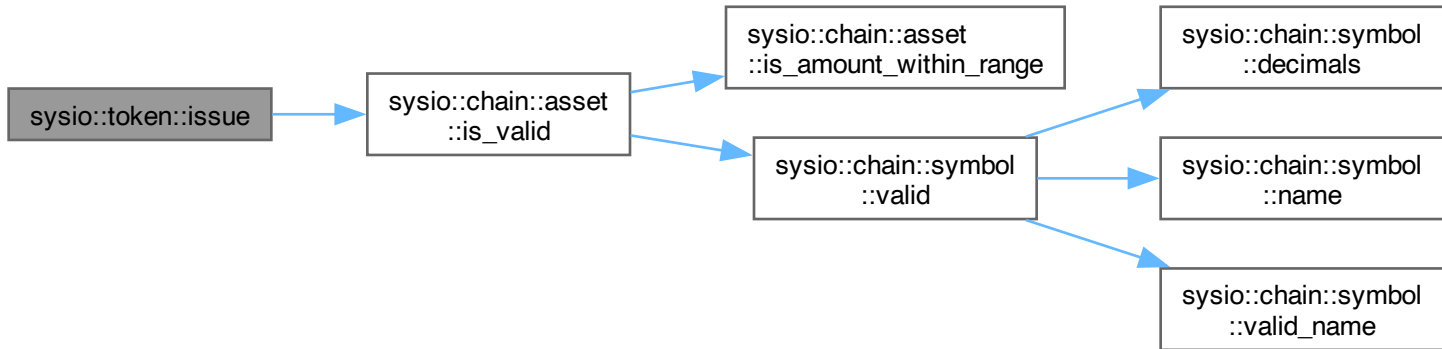 sysio::token::issue
sysio::chain::asset
::is_valid
sysio::chain::asset
::is_amount_within_range
sysio::chain::symbol
::valid
sysio::chain::symbol
::decimals
sysio::chain::symbol
::name
sysio::chain::symbol
::valid_name